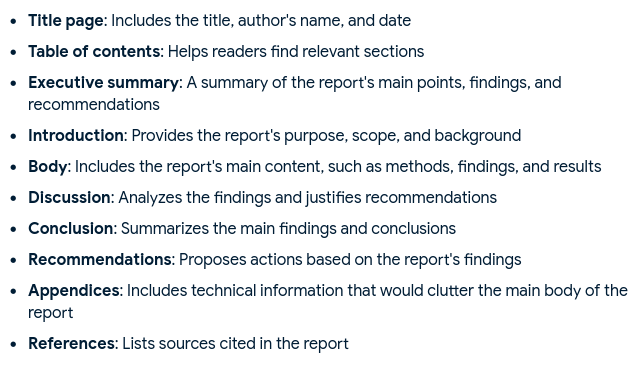 • Title page: Includes the title, author's name, and date
• Table of contents: Helps readers find relevant sections
• Executive summary: A summary of the report's main points, findings, and
recommendations
• Introduction: Provides the report's purpose, scope, and background
• Body: Includes the report's main content, such as methods, findings, and results
• Discussion: Analyzes the findings and justifies recommendations
• Conclusion: Summarizes the main findings and conclusions
• Recommendations: Proposes actions based on the report's findings
• Appendices: Includes technical information that would clutter the main body of the
report
• References: Lists sources cited in the report